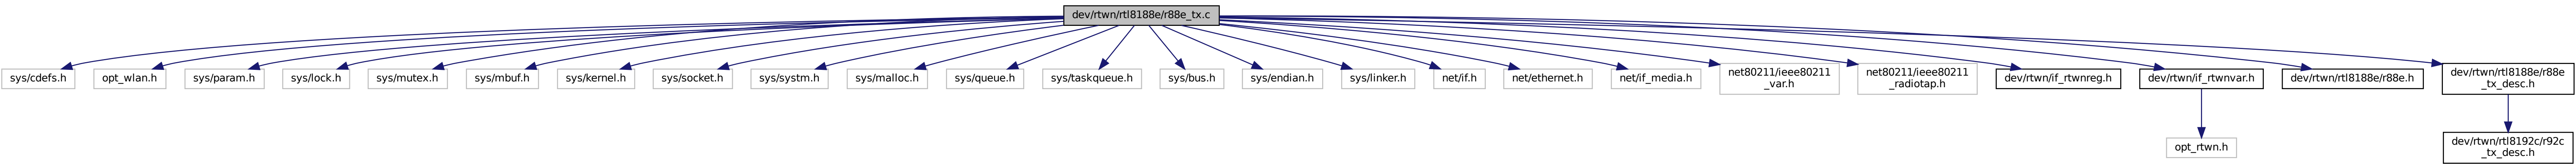 dev/rtwn/rtl8188e/r88e_tx.c
sys/cdefs.h
opt_wlan.h
sys/param.h
sys/lock.h
sys/mutex.h
sys/mbuf.h
sys/kernel.h
sys/socket.h
sys/systm.h
sys/malloc.h
sys/queue.h
sys/taskqueue.h
sys/bus.h
sys/endian.h
sys/linker.h
net/if.h
net/ethernet.h
net/if_media.h
net80211/ieee80211
_var.h
net80211/ieee80211
_radiotap.h
dev/rtwn/if_rtwnreg.h
dev/rtwn/if_rtwnvar.h
dev/rtwn/rtl8188e/r88e.h
dev/rtwn/rtl8188e/r88e
_tx_desc.h
opt_rtwn.h
dev/rtwn/rtl8192c/r92c
_tx_desc.h